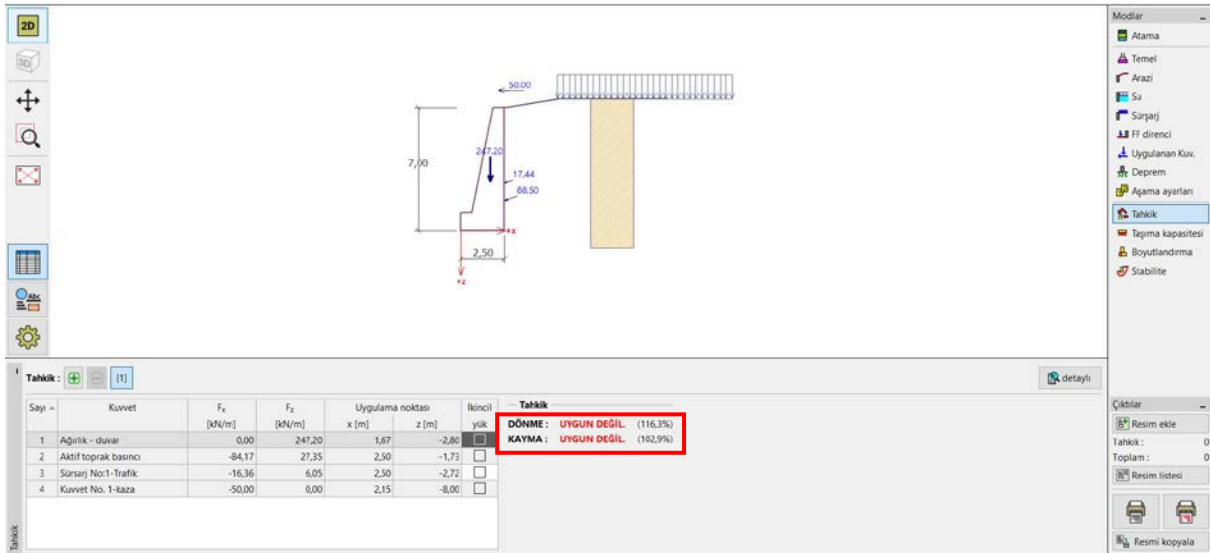 2D
3D
50,00
7,00
247,20
17,44
88,50
+x
2,50
+z
Modlar
Atama
Temel
Arazi
Su
Sürşarj
FF direnci
Uygulanan Kuv.
Deprem
Aşama ayarları
Tahkik
Taşıma kapasitesi
Boyutlandırma
Stabilite
Abc
Tahkik : [1] detaylı
Sayı Kuvvet Fx Fz Uygulama noktası İkincil
[kN/m] [kN/m] x [m] z [m] yük
1 Ağırlık - duvar 0,00 247,20 1,67 -2,80
2 Aktif toprak basıncı -84,17 27,35 2,50 -1,73
3 Sürsarj No:1-Trafik -16,36 6,05 2,50 -2,72
4 Kuvvet No. 1-kaza -50,00 0,00 2,15 -8,00
Tahkik
DÖNME : UYGUN DEĞİL. (116,3%)
KAYMA : UYGUN DEĞİL. (102,9%)
Tahkik
Çıktılar
Resim ekle
Tahkik : 0
Toplam : 0
Resim listesi
Resmi kopyala